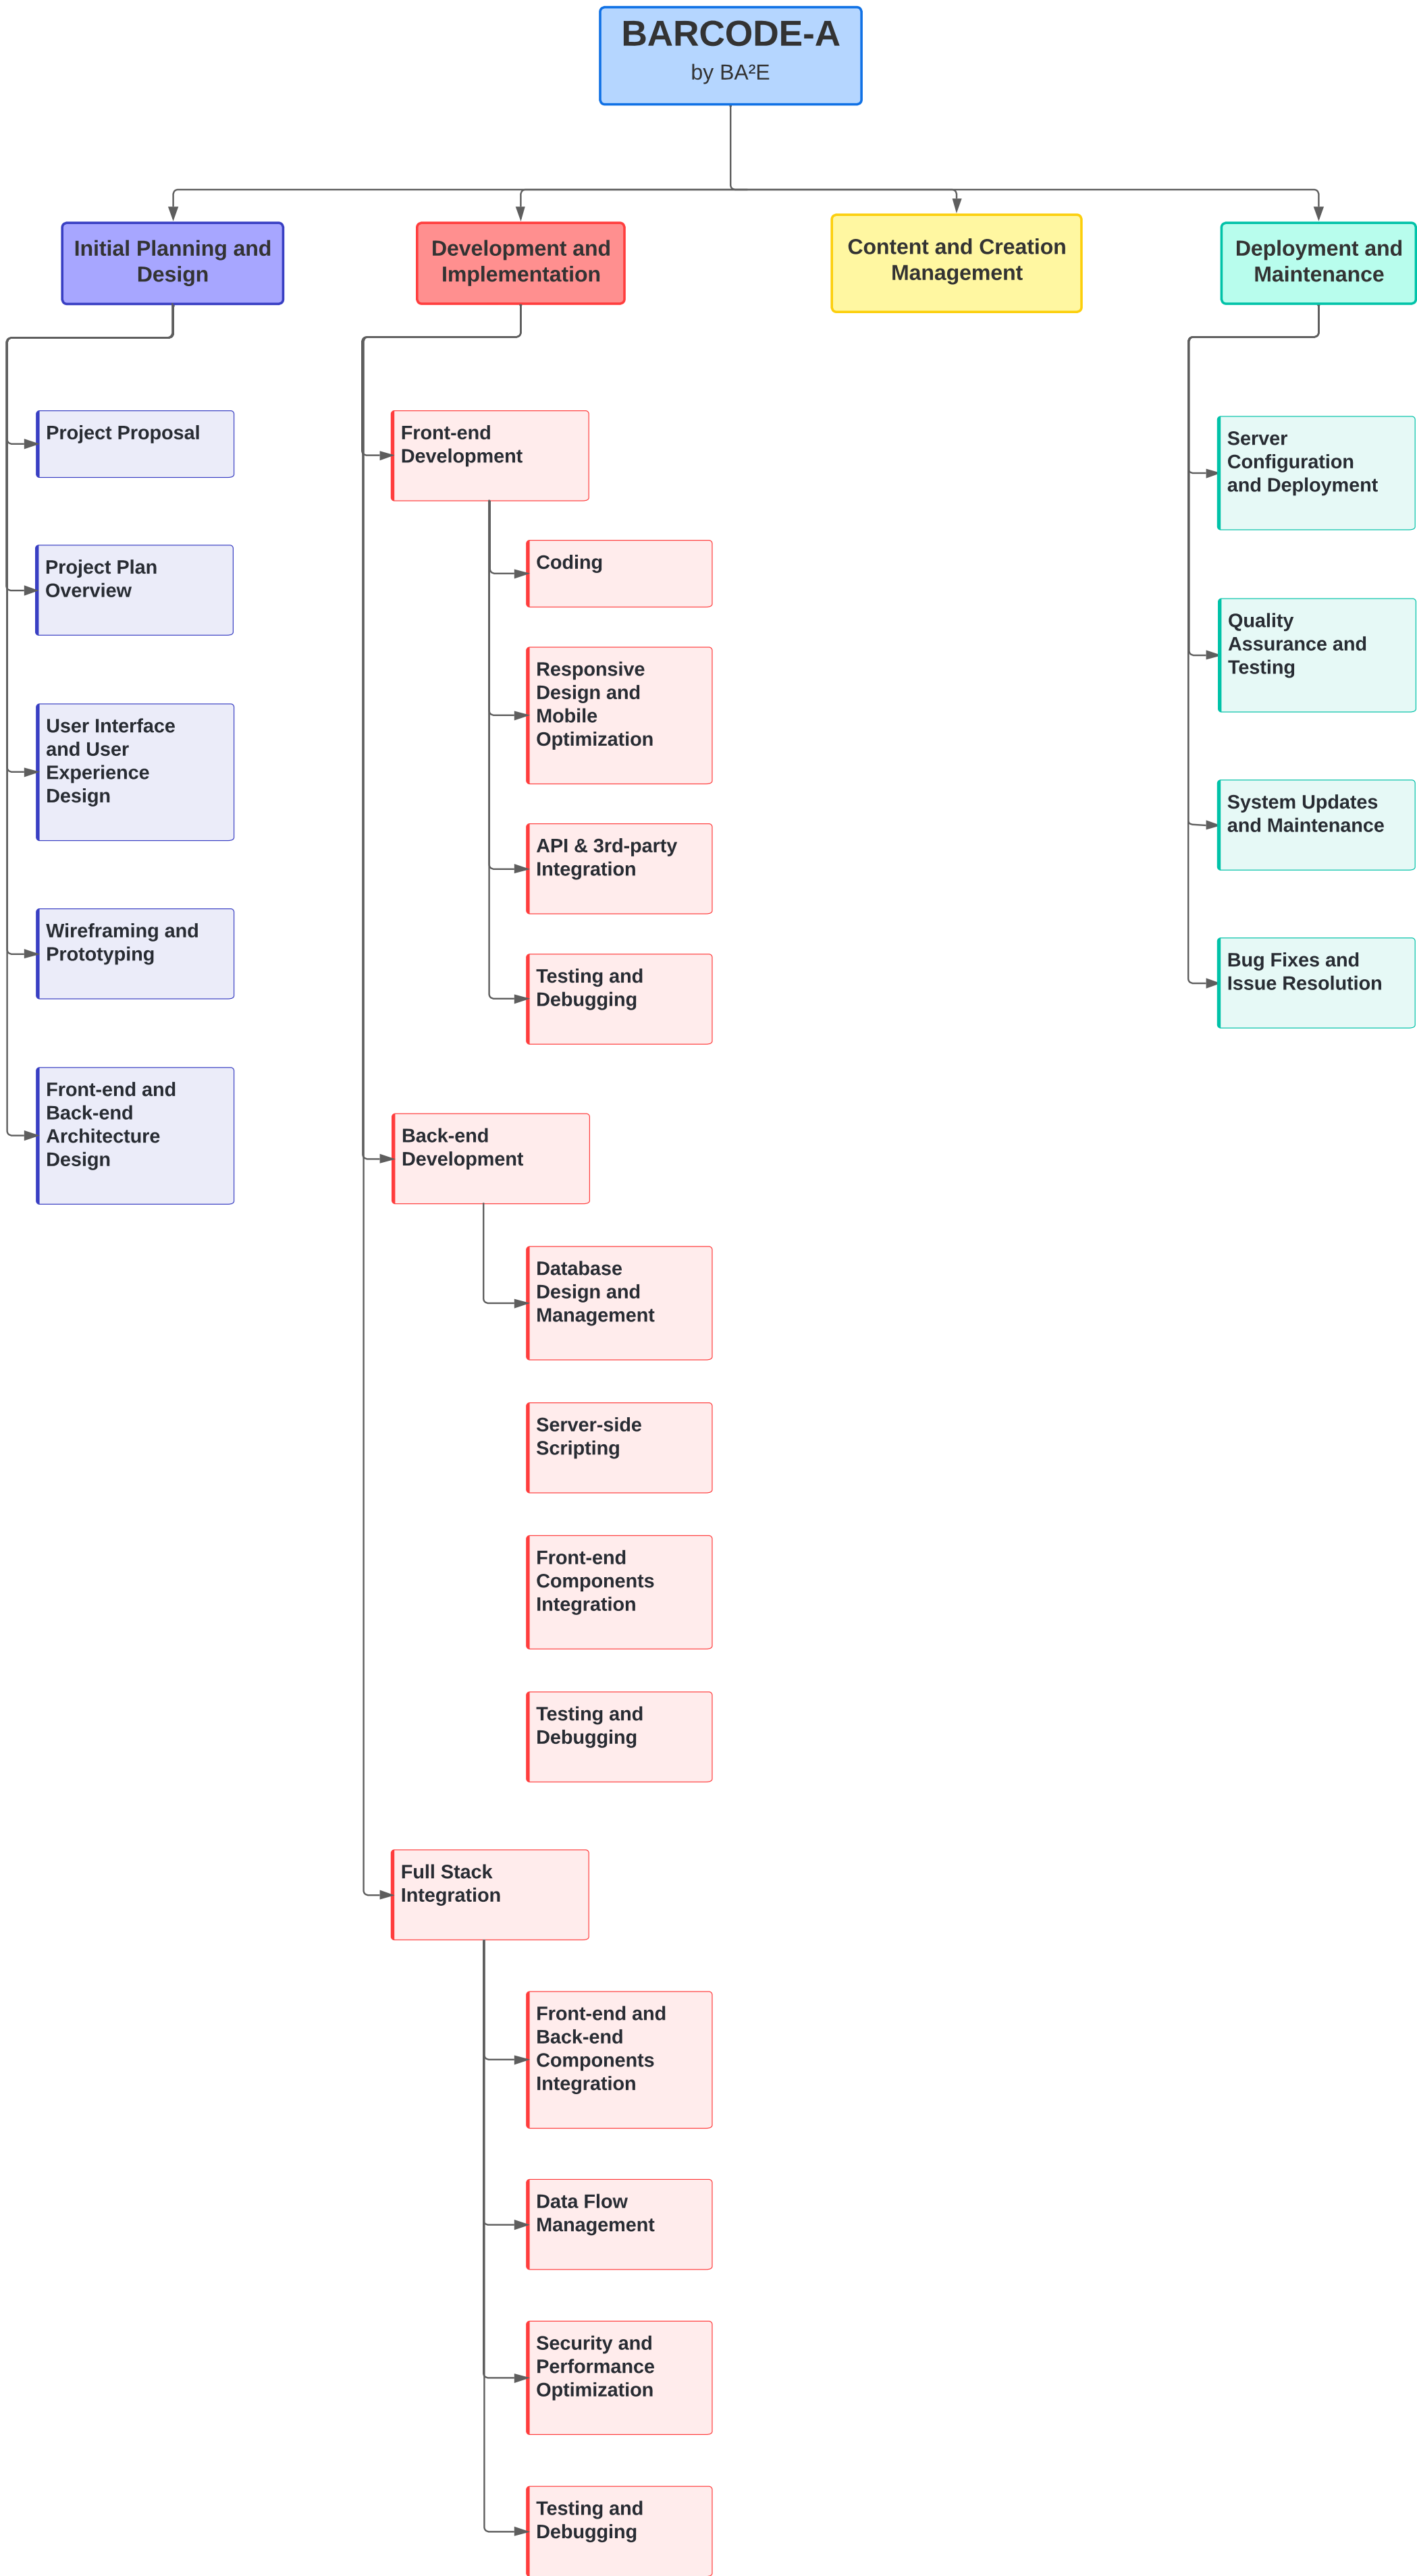 BARCODE-A
by BA²E
Initial Planning and
Design
Development and
Implementation
Content and Creation
Management
Deployment and
Maintenance
Project Proposal
Project Plan
Overview
User Interface
and User
Experience
Design
Wireframing and
Prototyping
Front-end and
Back-end
Architecture
Design
Front-end
Development
Coding
Responsive
Design and
Mobile
Optimization
API & 3rd-party
Integration
Testing and
Debugging
Back-end
Development
Database
Design and
Management
Server-side
Scripting
Front-end
Components
Integration
Testing and
Debugging
Full Stack
Integration
Front-end and
Back-end
Components
Integration
Data Flow
Management
Security and
Performance
Optimization
Testing and
Debugging
Server
Configuration
and Deployment
Quality
Assurance and
Testing
System Updates
and Maintenance
Bug Fixes and
Issue Resolution